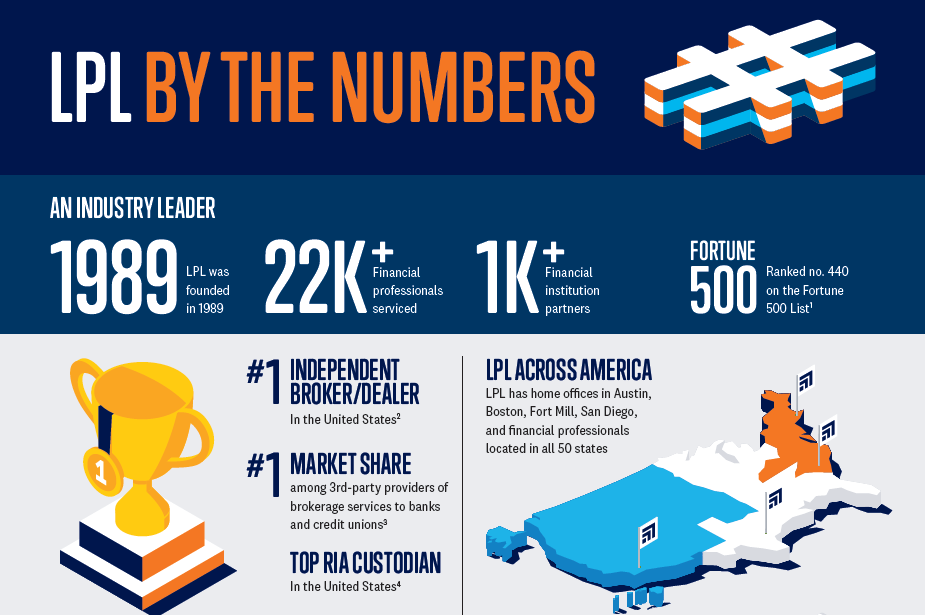 LPL BY THE NUMBERS
AN INDUSTRY LEADER
1989
LPL was
founded
in 1989
22K+
Financial
professionals
serviced
1K+
Financial
institution
partners
FORTUNE
500
Ranked no. 440
on the Fortune
500 List¹
1
#1 INDEPENDENT
BROKER/DEALER
In the United States²
#1 MARKET SHARE
among 3rd-party providers of
brokerage services to banks
and credit unions³
TOP RIA CUSTODIAN
In the United States⁴
LPL ACROSS AMERICA
LPL has home offices in Austin,
Boston, Fort Mill, San Diego,
and financial professionals
located in all 50 states